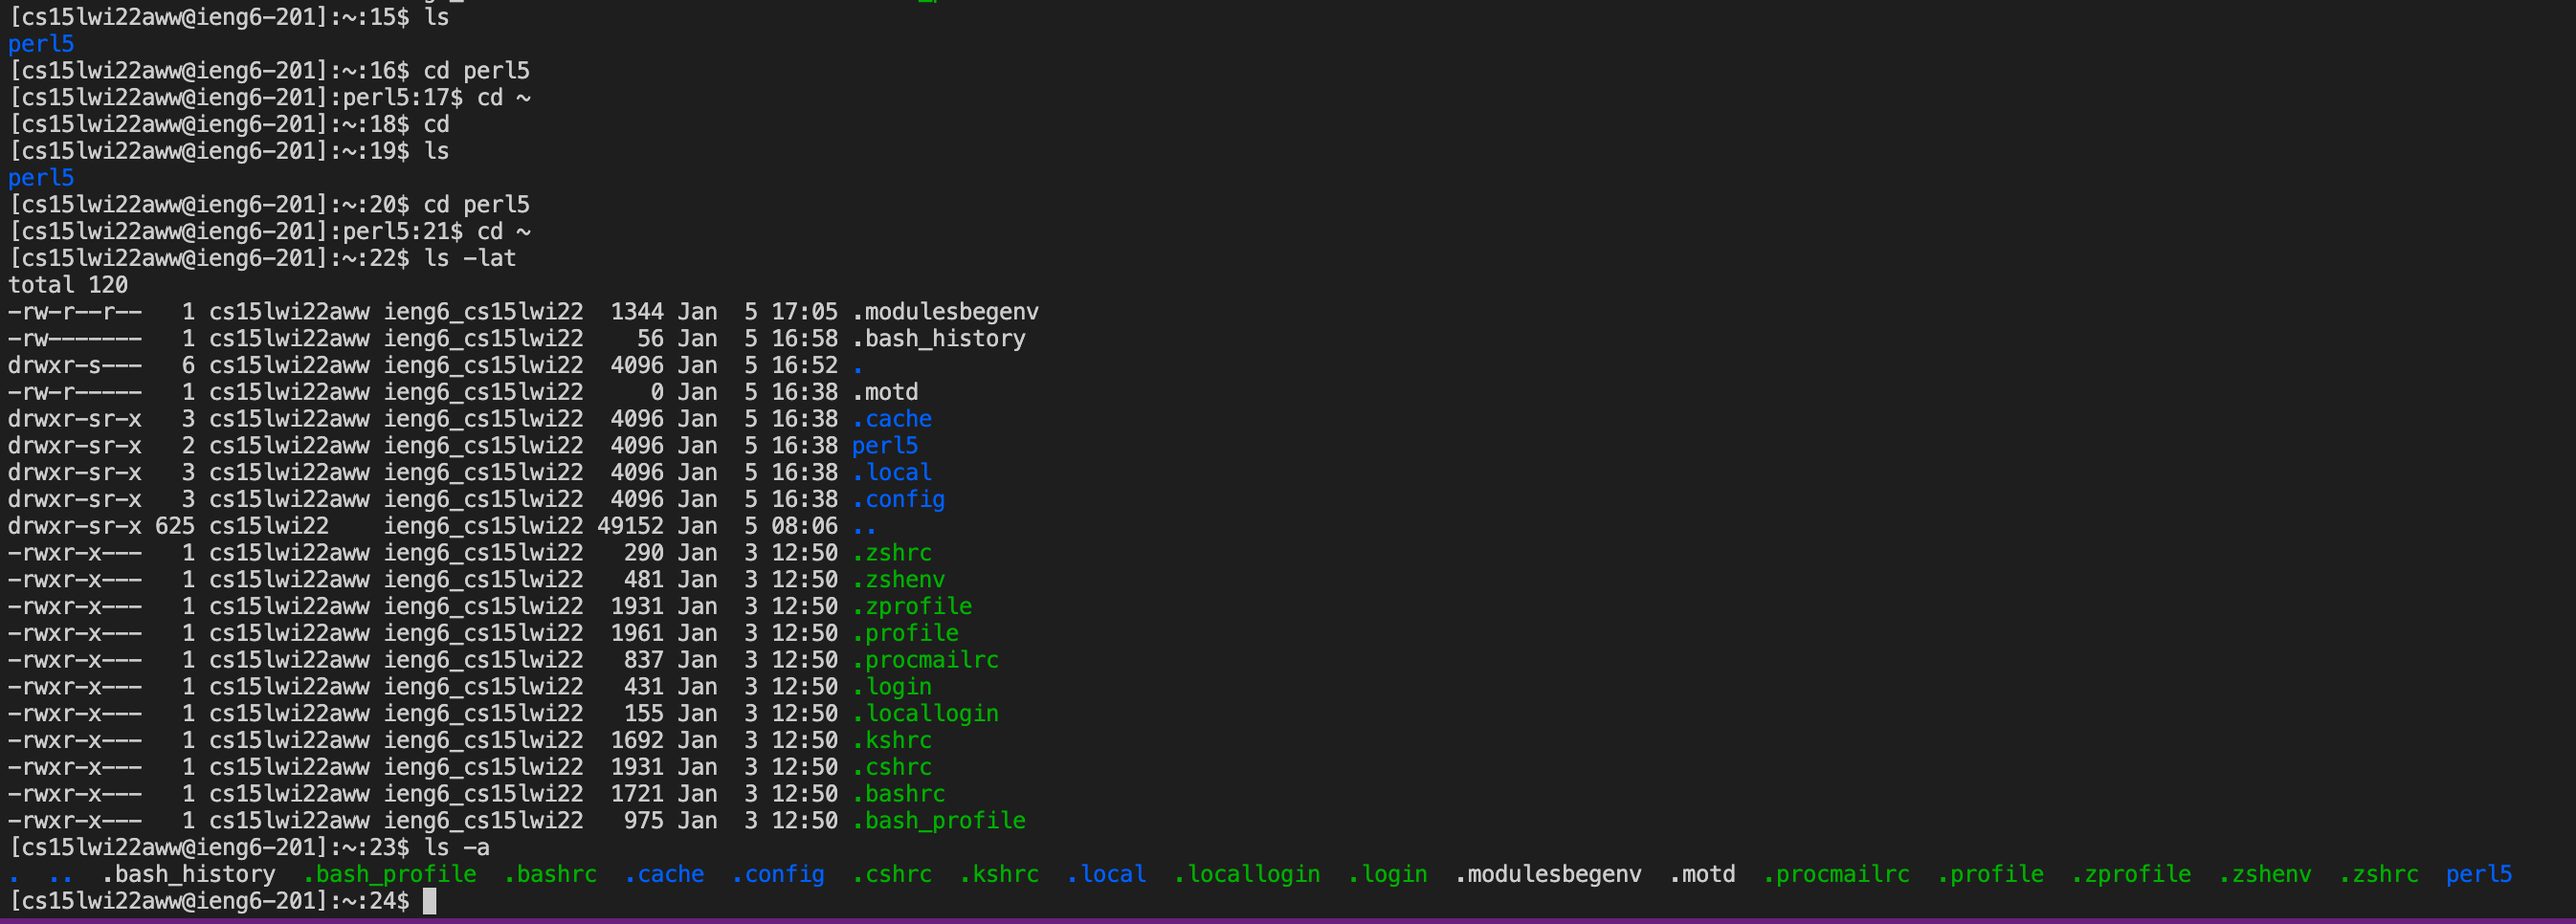 [cs15lwi22aww@ieng6-201]:~:15$ ls
perl5
[cs15lwi22aww@ieng6-201]:~:16$ cd perl5
[cs15lwi22aww@ieng6-201]:perl5:17$ cd ~
[cs15lwi22aww@ieng6-201]:~:18$ cd
[cs15lwi22aww@ieng6-201]:~:19$ ls
perl5
[cs15lwi22aww@ieng6-201]:~:20$ cd perl5
[cs15lwi22aww@ieng6-201]:perl5:21$ cd ~
[cs15lwi22aww@ieng6-201]:~:22$ ls -lat
total 120
-rw-r--r--   1 cs15lwi22aww ieng6_cs15lwi22  1344 Jan  5 17:05 .modulesbegenv
-rw-------   1 cs15lwi22aww ieng6_cs15lwi22    56 Jan  5 16:58 .bash_history
drwxr-s---   6 cs15lwi22aww ieng6_cs15lwi22  4096 Jan  5 16:52 .
-rw-r-----   1 cs15lwi22aww ieng6_cs15lwi22     0 Jan  5 16:38 .motd
drwxr-sr-x   3 cs15lwi22aww ieng6_cs15lwi22  4096 Jan  5 16:38 .cache
drwxr-sr-x   2 cs15lwi22aww ieng6_cs15lwi22  4096 Jan  5 16:38 perl5
drwxr-sr-x   3 cs15lwi22aww ieng6_cs15lwi22  4096 Jan  5 16:38 .local
drwxr-sr-x   3 cs15lwi22aww ieng6_cs15lwi22  4096 Jan  5 16:38 .config
drwxr-sr-x 625 cs15lwi22    ieng6_cs15lwi22 49152 Jan  5 08:06 ..
-rwxr-x---   1 cs15lwi22aww ieng6_cs15lwi22   290 Jan  3 12:50 .zshrc
-rwxr-x---   1 cs15lwi22aww ieng6_cs15lwi22   481 Jan  3 12:50 .zshenv
-rwxr-x---   1 cs15lwi22aww ieng6_cs15lwi22  1931 Jan  3 12:50 .zprofile
-rwxr-x---   1 cs15lwi22aww ieng6_cs15lwi22  1961 Jan  3 12:50 .profile
-rwxr-x---   1 cs15lwi22aww ieng6_cs15lwi22   837 Jan  3 12:50 .procmailrc
-rwxr-x---   1 cs15lwi22aww ieng6_cs15lwi22   431 Jan  3 12:50 .login
-rwxr-x---   1 cs15lwi22aww ieng6_cs15lwi22   155 Jan  3 12:50 .locallogin
-rwxr-x---   1 cs15lwi22aww ieng6_cs15lwi22  1692 Jan  3 12:50 .kshrc
-rwxr-x---   1 cs15lwi22aww ieng6_cs15lwi22  1931 Jan  3 12:50 .cshrc
-rwxr-x---   1 cs15lwi22aww ieng6_cs15lwi22  1721 Jan  3 12:50 .bashrc
-rwxr-x---   1 cs15lwi22aww ieng6_cs15lwi22   975 Jan  3 12:50 .bash_profile
[cs15lwi22aww@ieng6-201]:~:23$ ls -a
.  ..  .bash_history  .bash_profile  .bashrc  .cache  .config  .cshrc  .kshrc  .local  .locallogin  .login  .modulesbegenv  .motd  .procmailrc  .profile  .zprofile  .zshenv  .zshrc  perl5
[cs15lwi22aww@ieng6-201]:~:24$